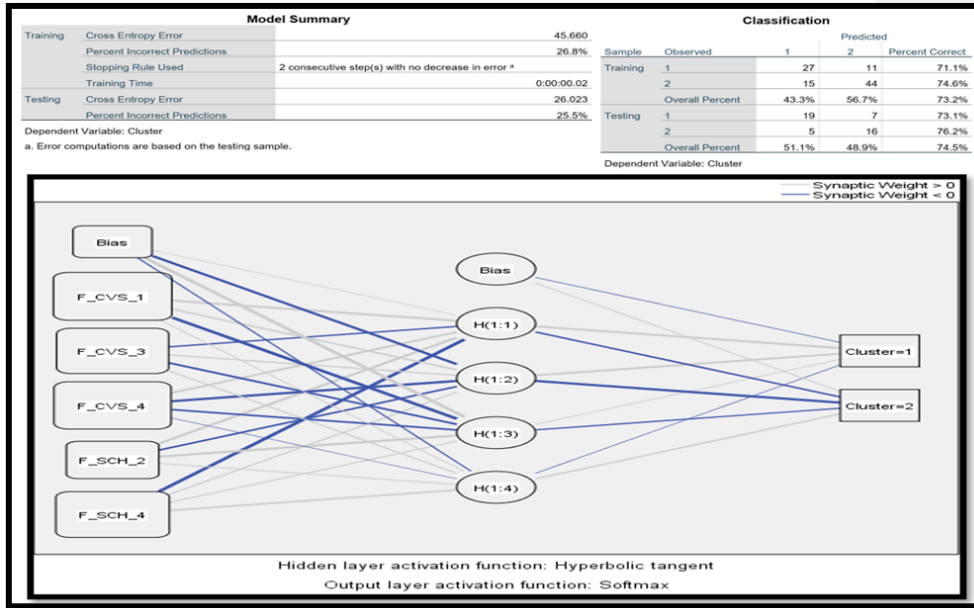 Model Summary
Training Cross Entropy Error 45.660
Percent Incorrect Predictions 26.8%
Stopping Rule Used 2 consecutive step(s) with no decrease in error a
Training Time 0:00:00.02
Testing Cross Entropy Error 26.023
Percent Incorrect Predictions 25.5%
Dependent Variable: Cluster
a. Error computations are based on the testing sample.
Classification
Predicted
Sample Observed 1 2 Percent Correct
Training 1 27 11 71.1%
2 15 44 74.6%
Overall Percent 43.3% 56.7% 73.2%
Testing 1 19 7 73.1%
2 5 16 76.2%
Overall Percent 51.1% 48.9% 74.5%
Dependent Variable: Cluster
Synaptic Weight > 0
Synaptic Weight < 0
Bias
F_CVS_1
F_CVS_3
F_CVS_4
F_SCH_2
F_SCH_4
Bias
H(1:1)
H(1:2)
H(1:3)
H(1:4)
Cluster=1
Cluster=2
Hidden layer activation function: Hyperbolic tangent
Output layer activation function: Softmax